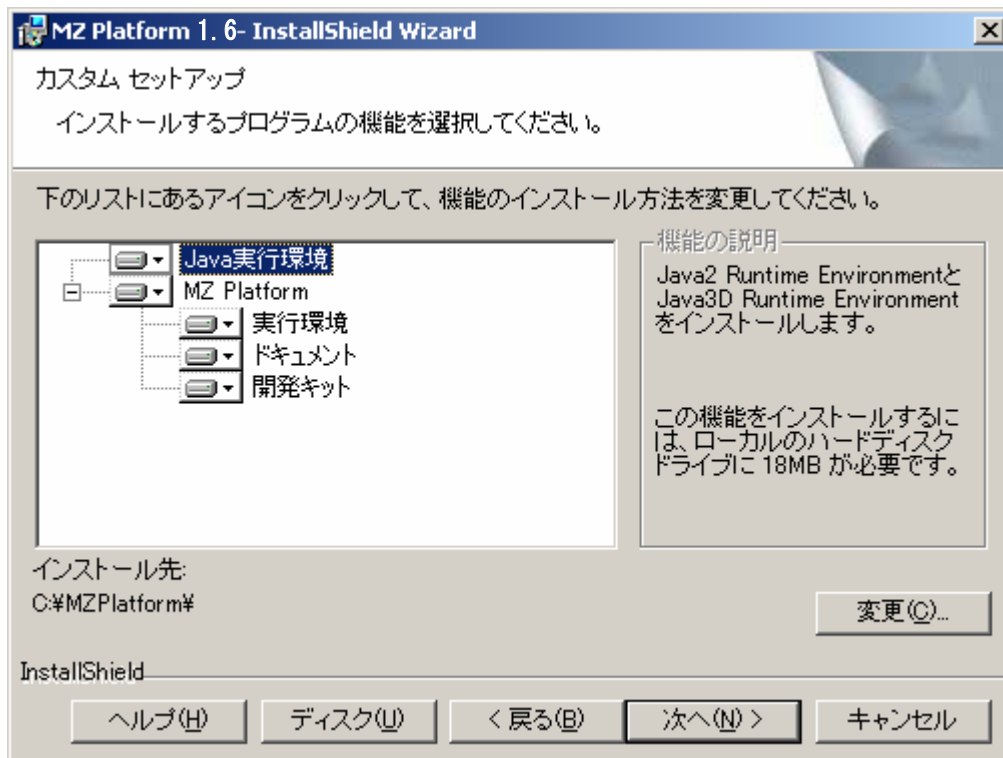 MZ Platform 1.6- InstallShield Wizard
カスタム セットアップ
インストールするプログラムの機能を選択してください。
下のリストにあるアイコンをクリックして、機能のインストール方法を変更してください。
Java実行環境
MZ Platform
実行環境
ドキュメント
開発キット
機能の説明
Java2 Runtime Environmentと
Java3D Runtime Environment
をインストールします。
この機能をインストールするに
は、ローカルのハードディスク
ドライブに 18MB が必要です。
インストール先:
C:¥MZPlatform¥
変更(C)...
InstallShield
ヘルプ(H)
ディスク(U)
< 戻る(B)
次へ(N) >
キャンセル